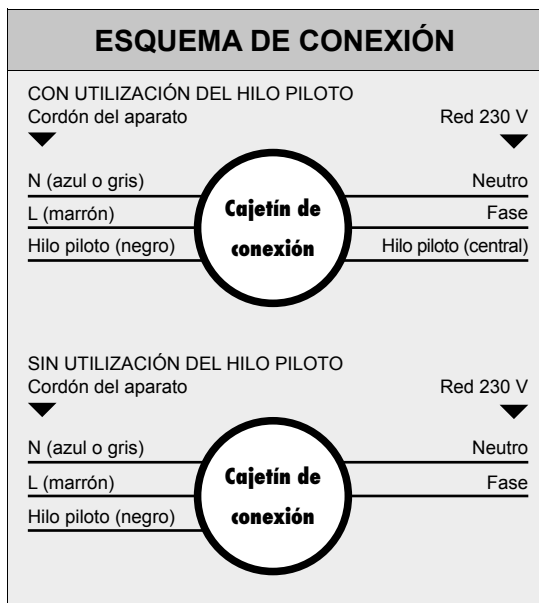 ESQUEMA DE CONEXIÓN
CON UTILIZACIÓN DEL HILO PILOTO
Cordón del aparato
Red 230 V
N (azul o gris)
Neutro
L (marrón)
Fase
Hilo piloto (negro)
Hilo piloto (central)
Cajetín de
conexión
SIN UTILIZACIÓN DEL HILO PILOTO
Cordón del aparato
Red 230 V
N (azul o gris)
Neutro
L (marrón)
Fase
Hilo piloto (negro)
Cajetín de
conexión